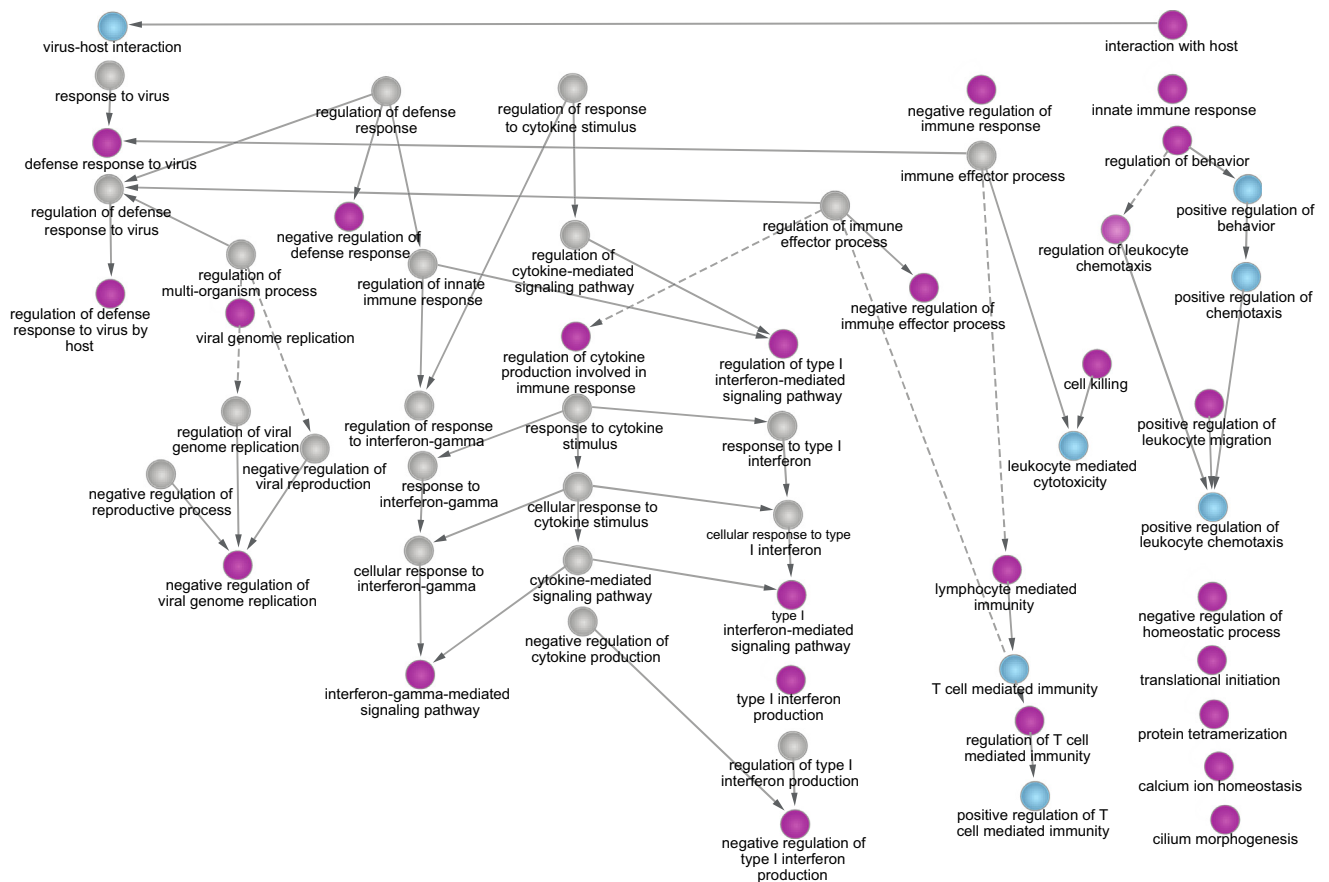 virus-host interaction
interaction with host
response to virus
regulation of defense
response
regulation of response
to cytokine stimulus
negative regulation of
immune response
innate immune response
defense response to virus
immune effector process
regulation of behavior
regulation of defense
response to virus
negative regulation of
defense response
regulation of immune
effector process
positive regulation of
behavior
regulation of
multi-organism process
regulation of innate
immune response
regulation of
cytokine-mediated
signaling pathway
regulation of leukocyte
chemotaxis
regulation of defense
response to virus by
host
viral genome replication
negative regulation of
immune effector process
positive regulation of
chemotaxis
regulation of cytokine
production involved in
immune response
regulation of type I
interferon-mediated
signaling pathway
cell killing
regulation of viral
genome replication
regulation of response
to interferon-gamma
response to cytokine
stimulus
response to type I
interferon
positive regulation of
leukocyte migration
negative regulation of
viral reproduction
negative regulation of
reproductive process
response to
interferon-gamma
leukocyte mediated
cytotoxicity
cellular response to
cytokine stimulus
cellular response to type
I interferon
positive regulation of
leukocyte chemotaxis
negative regulation of
viral genome replication
cellular response to
interferon-gamma
cytokine-mediated
signaling pathway
type I
interferon-mediated
signaling pathway
lymphocyte mediated
immunity
negative regulation of
homeostatic process
negative regulation of
cytokine production
interferon-gamma-mediated
signaling pathway
type I interferon
production
T cell mediated immunity
translational initiation
regulation of T cell
mediated immunity
protein tetramerization
regulation of type I
interferon production
calcium ion homeostasis
positive regulation of T
cell mediated immunity
negative regulation of
type I interferon
production
cilium morphogenesis